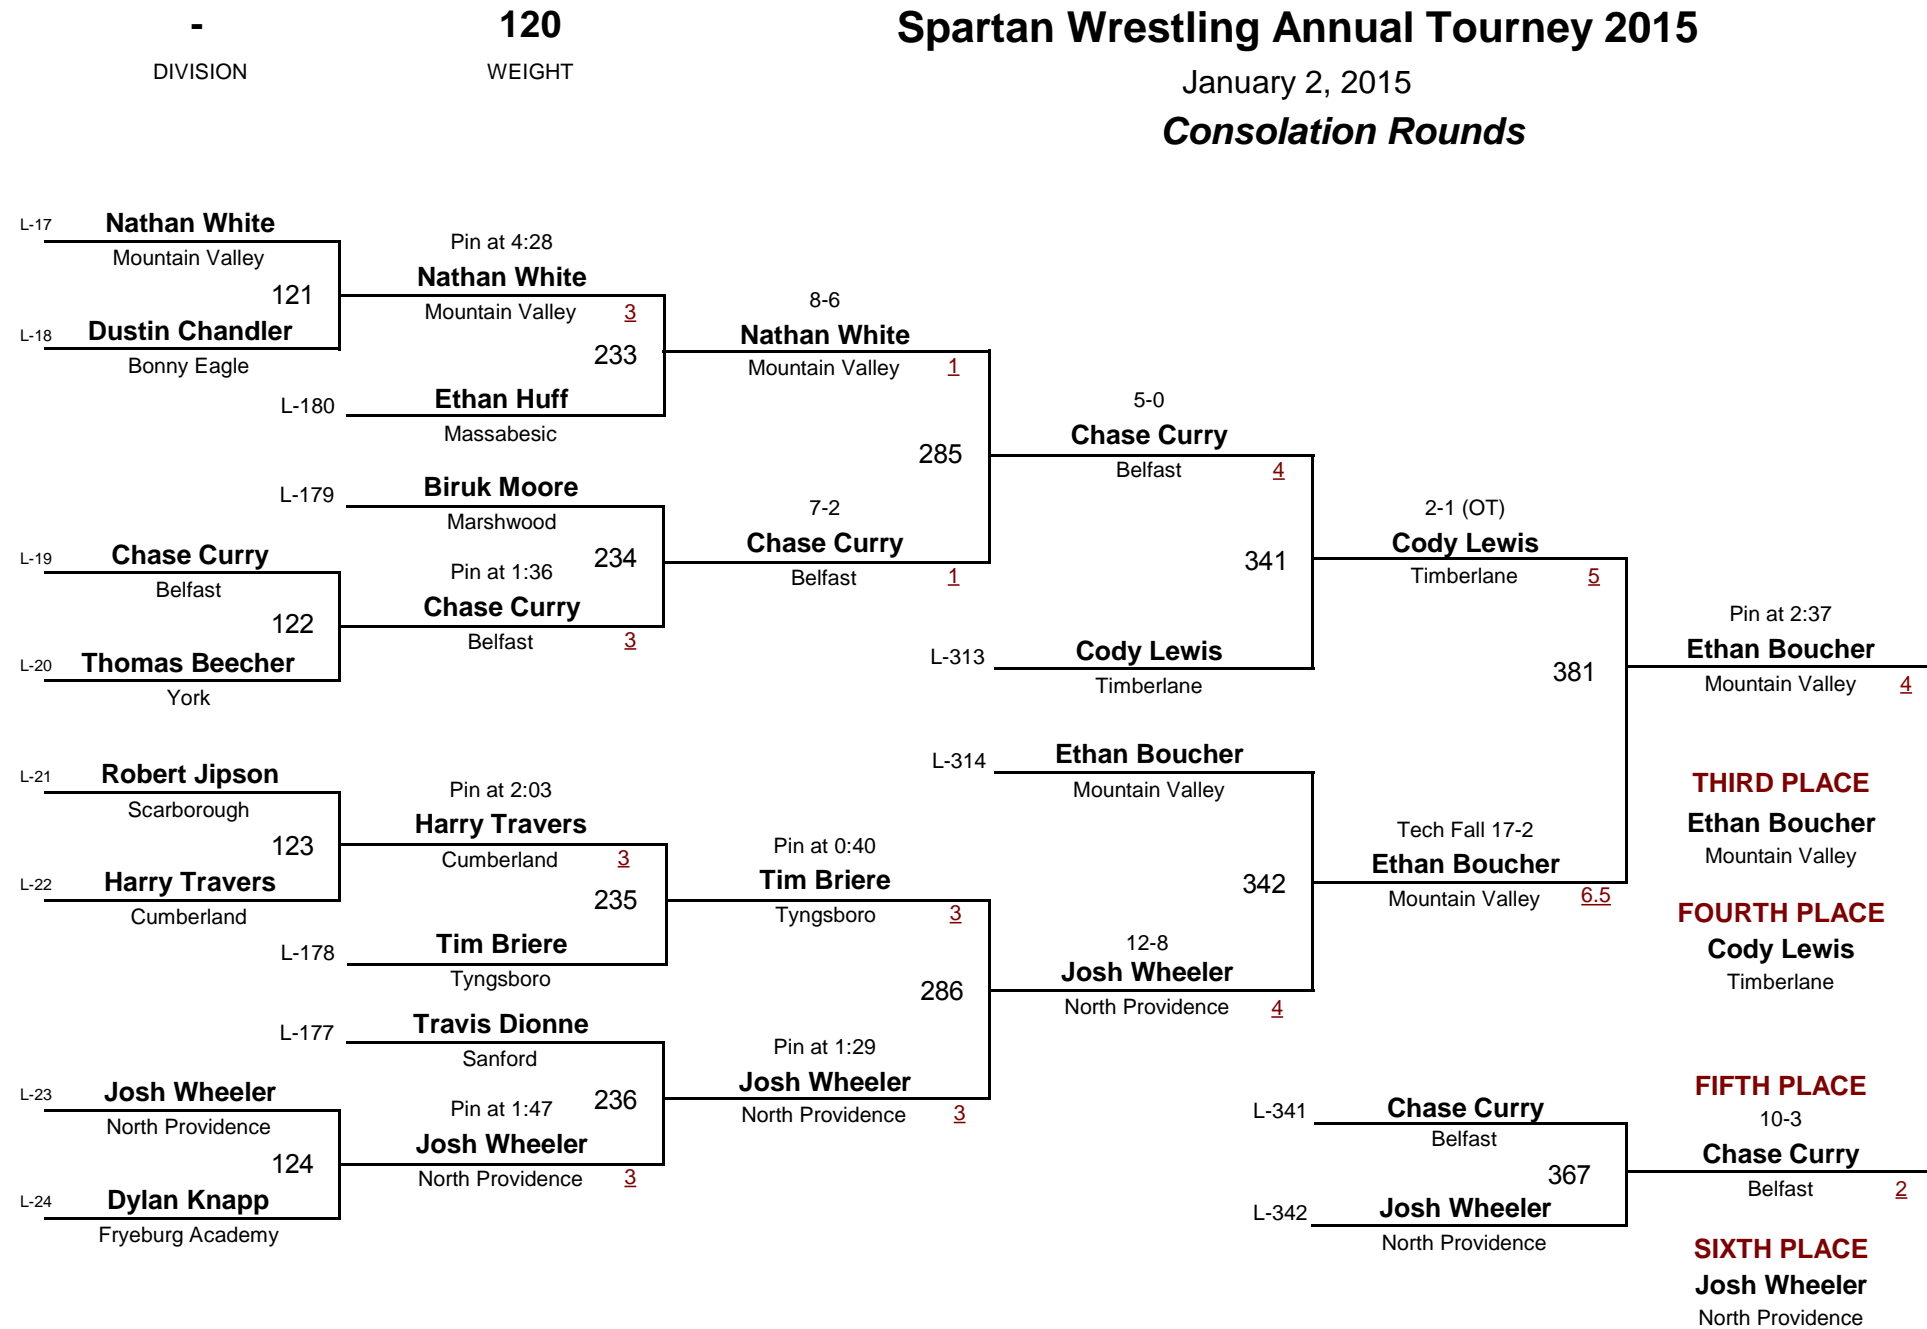 -
120
Spartan Wrestling Annual Tourney 2015
DIVISION
WEIGHT
January 2, 2015
Consolation Rounds
L-17
Nathan White
Mountain Valley
121
L-18
Dustin Chandler
Bonny Eagle
L-19
Chase Curry
Belfast
122
L-20
Thomas Beecher
York
L-21
Robert Jipson
Scarborough
123
L-22
Harry Travers
Cumberland
L-23
Josh Wheeler
North Providence
124
L-24
Dylan Knapp
Fryeburg Academy
Pin at 4:28
Nathan White
Mountain Valley
3
233
L-180
Ethan Huff
Massabesic
L-179
Biruk Moore
Marshwood
234
Pin at 1:36
Chase Curry
Belfast
3
Pin at 2:03
Harry Travers
Cumberland
3
235
L-178
Tim Briere
Tyngsboro
L-177
Travis Dionne
Sanford
236
Pin at 1:47
Josh Wheeler
North Providence
3
8-6
Nathan White
Mountain Valley
1
285
7-2
Chase Curry
Belfast
1
Pin at 0:40
Tim Briere
Tyngsboro
3
286
Pin at 1:29
Josh Wheeler
North Providence
3
5-0
Chase Curry
Belfast
4
341
L-313
Cody Lewis
Timberlane
L-314
Ethan Boucher
Mountain Valley
342
12-8
Josh Wheeler
North Providence
4
2-1 (OT)
Cody Lewis
Timberlane
5
381
Tech Fall 17-2
Ethan Boucher
Mountain Valley
6.5
Pin at 2:37
Ethan Boucher
Mountain Valley
4
THIRD PLACE
Ethan Boucher
Mountain Valley
FOURTH PLACE
Cody Lewis
Timberlane
L-341
Chase Curry
Belfast
367
L-342
Josh Wheeler
North Providence
FIFTH PLACE
10-3
Chase Curry
Belfast
2
SIXTH PLACE
Josh Wheeler
North Providence